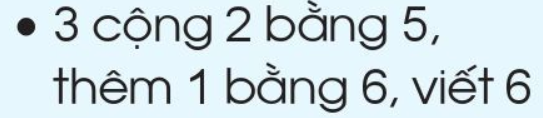 • 3 cộng 2 bằng 5,
thêm 1 bằng 6, viết 6